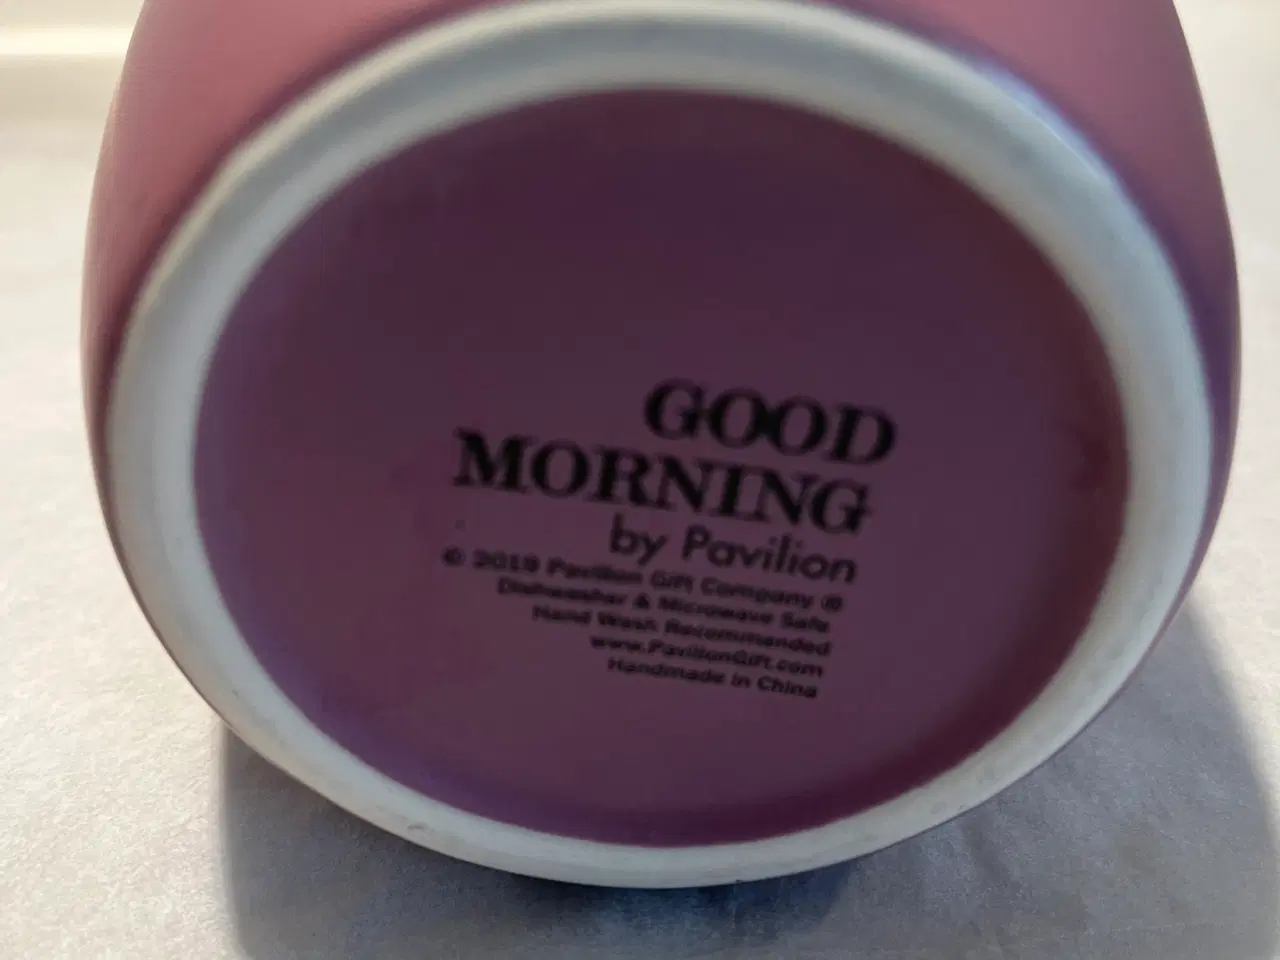 GOOD
MORNING
by Pavilion
© 2019 Pavilion Gift Company ®
Dishwasher & Microwave Safe
Hand Wash Recommended
www.PavilionGift.com
Handmade in China